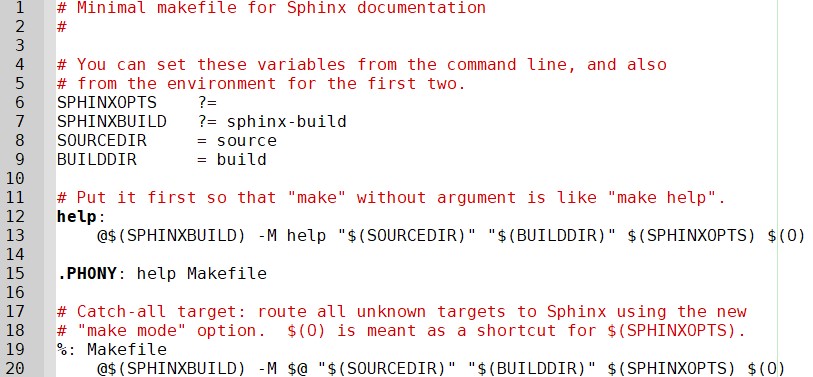 1 # Minimal makefile for Sphinx documentation
2 #
3
4 # You can set these variables from the command line, and also
5 # from the environment for the first two.
6 SPHINXOPTS    ?=
7 SPHINXBUILD   ?= sphinx-build
8 SOURCEDIR     = source
9 BUILDDIR      = build
10
11 # Put it first so that "make" without argument is like "make help".
12 help:
13     @$(SPHINXBUILD) -M help "$(SOURCEDIR)" "$(BUILDDIR)" $(SPHINXOPTS) $(O)
14
15 .PHONY: help Makefile
16
17 # Catch-all target: route all unknown targets to Sphinx using the new
18 # "make mode" option.  $(O) is meant as a shortcut for $(SPHINXOPTS).
19 %: Makefile
20     @$(SPHINXBUILD) -M $@ "$(SOURCEDIR)" "$(BUILDDIR)" $(SPHINXOPTS) $(O)